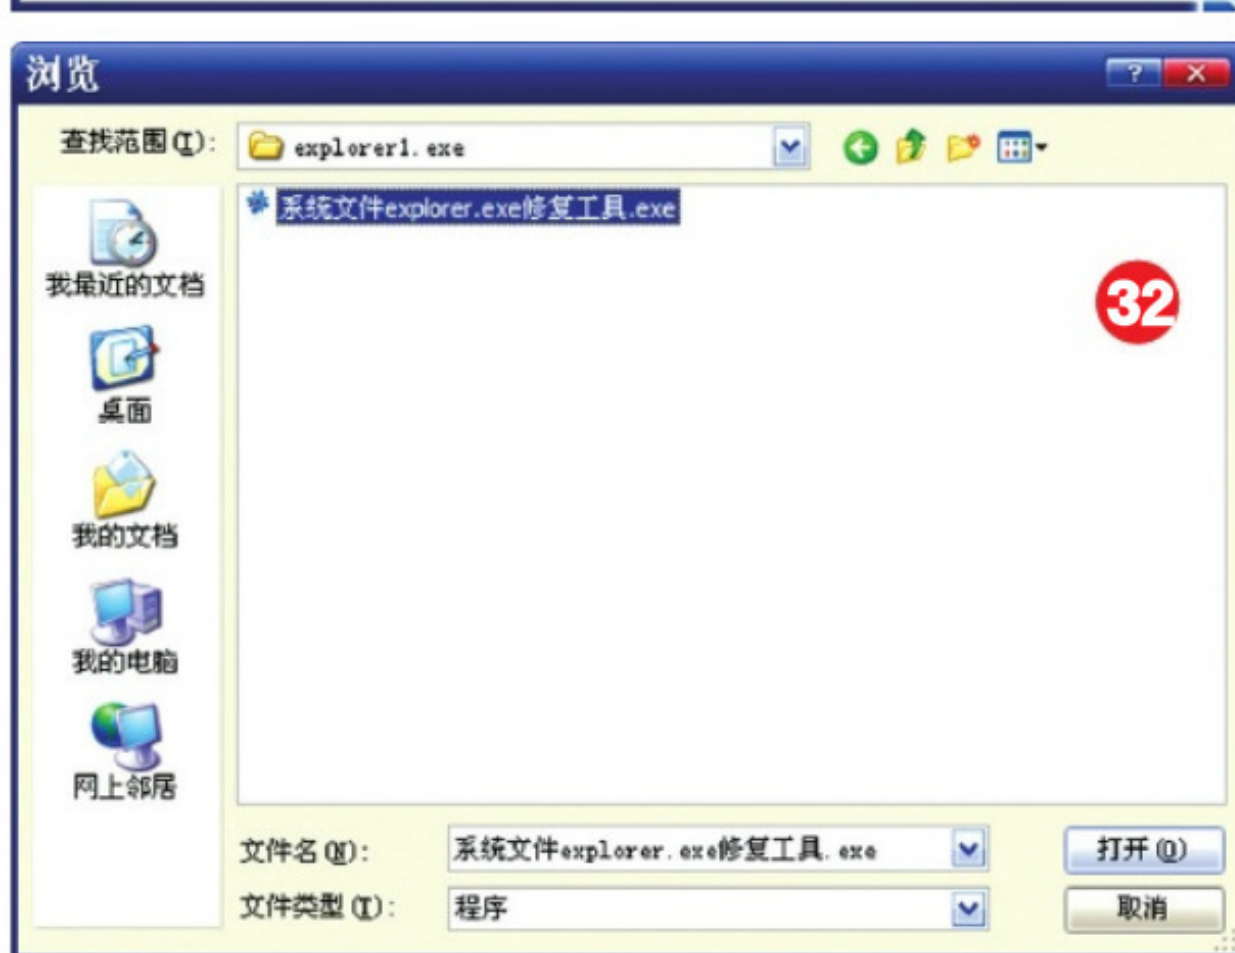 浏览
查找范围(I):
explorer1.exe
系统文件explorer.exe修复工具.exe
32
我最近的文档
桌面
我的文档
我的电脑
网上邻居
文件名(N):
系统文件explorer.exe修复工具.exe
打开(O)
文件类型(T):
程序
取消